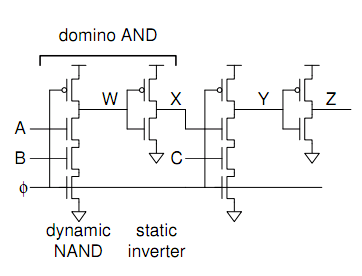 domino AND
W
X
Y
Z
A
B
C
ϕ
dynamic
NAND
static
inverter